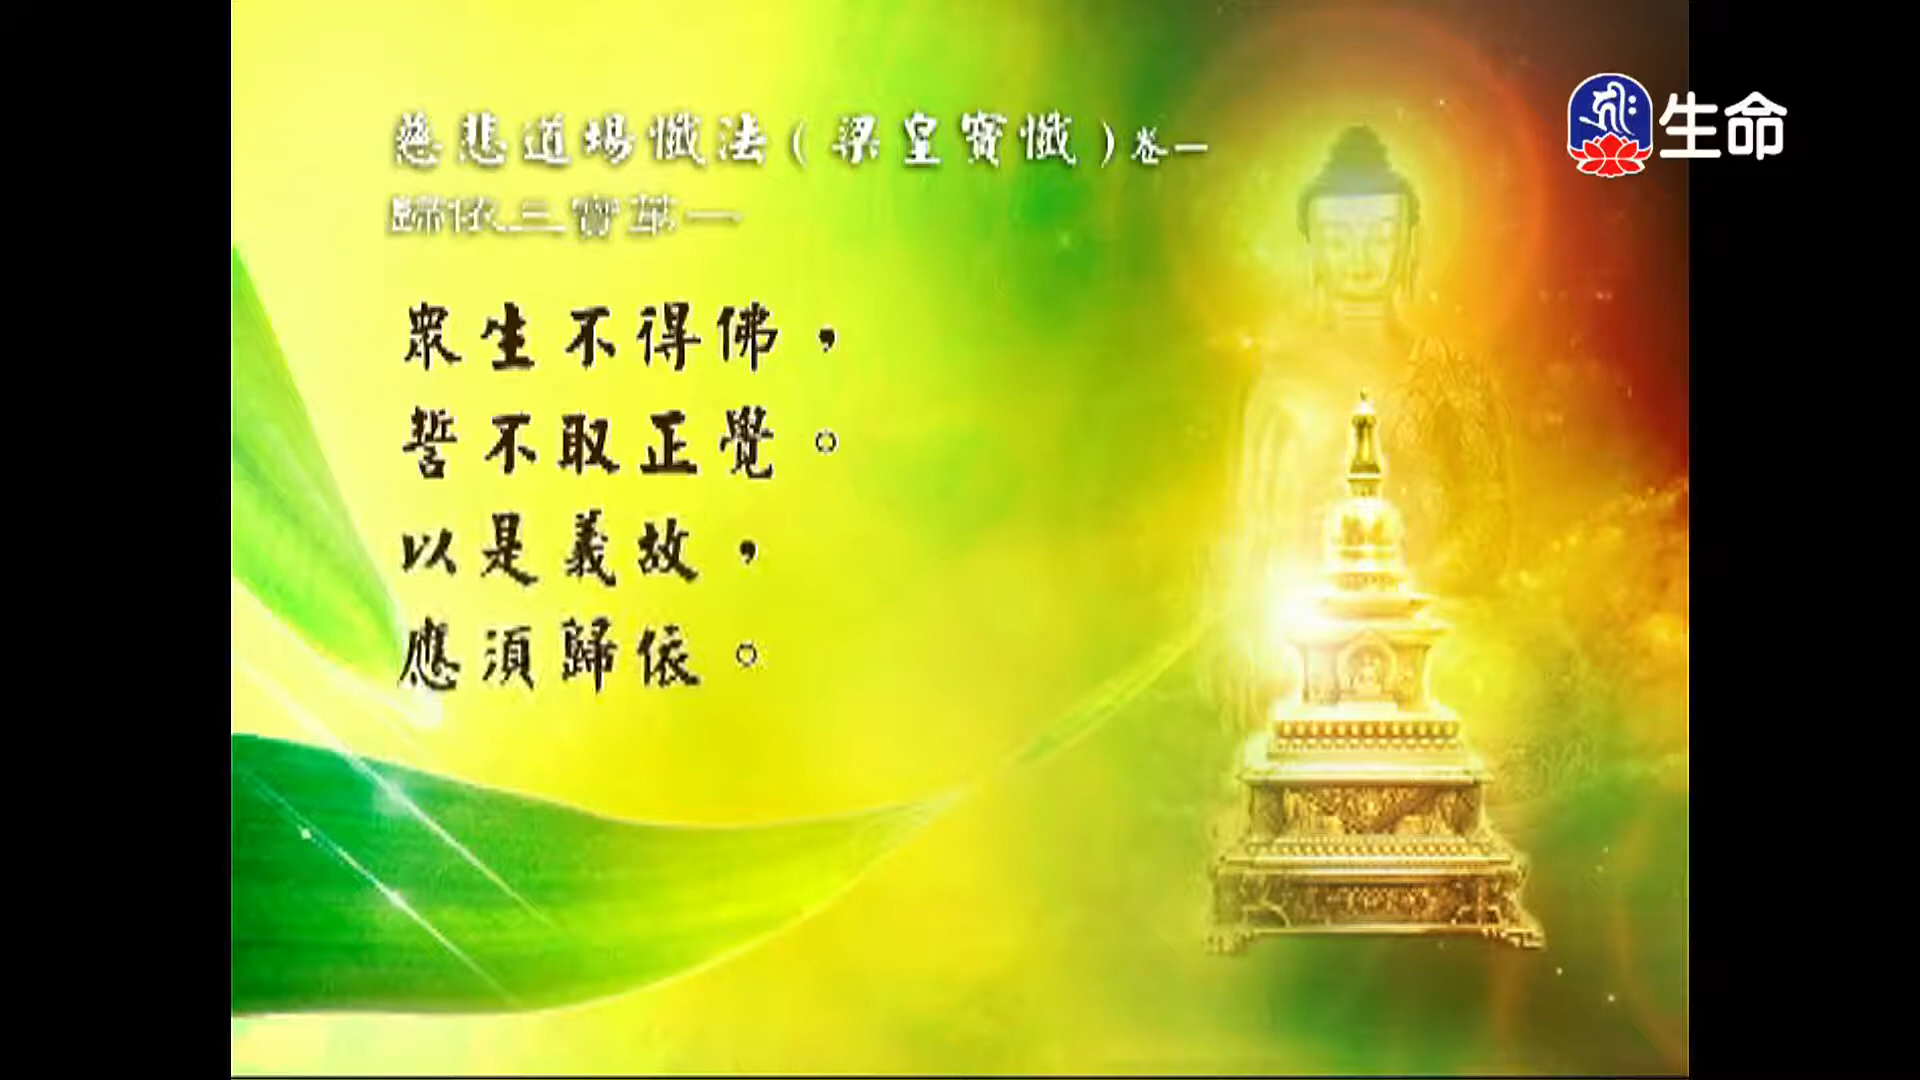 慈悲道場懺法(梁皇寶懺)卷一
生命
歸依三寶第一
眾生不得佛，
誓不取正覺。
以是義故，
應須歸依。